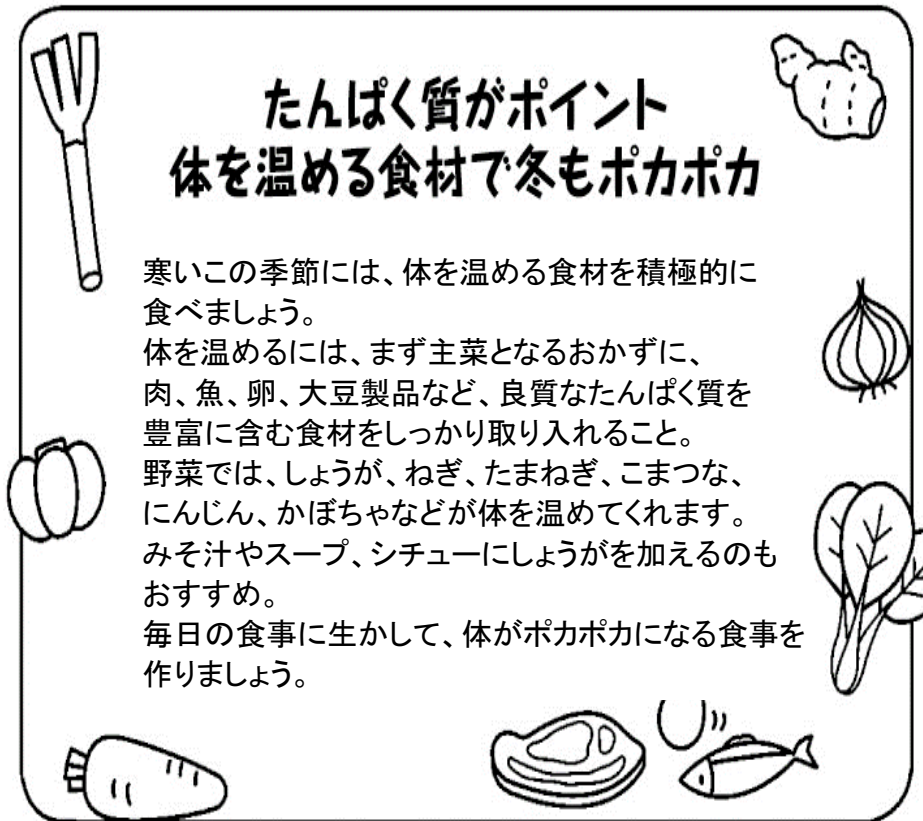 たんぱく質がポイント
体を温める食材で冬もポカポカ
寒いこの季節には、体を温める食材を積極的に
食べましょう。
体を温めるには、まず主菜となるおかずに、
肉、魚、卵、大豆製品など、良質なたんぱく質を
豊富に含む食材をしっかり取り入れること。
野菜では、しょうが、ねぎ、たまねぎ、こまつな、
にんじん、かぼちゃなどが体を温めてくれます。
みそ汁やスープ、シチューにしょうがを加えるのも
おすすめ。
毎日の食事に生かして、体がポカポカになる食事を
作りましょう。